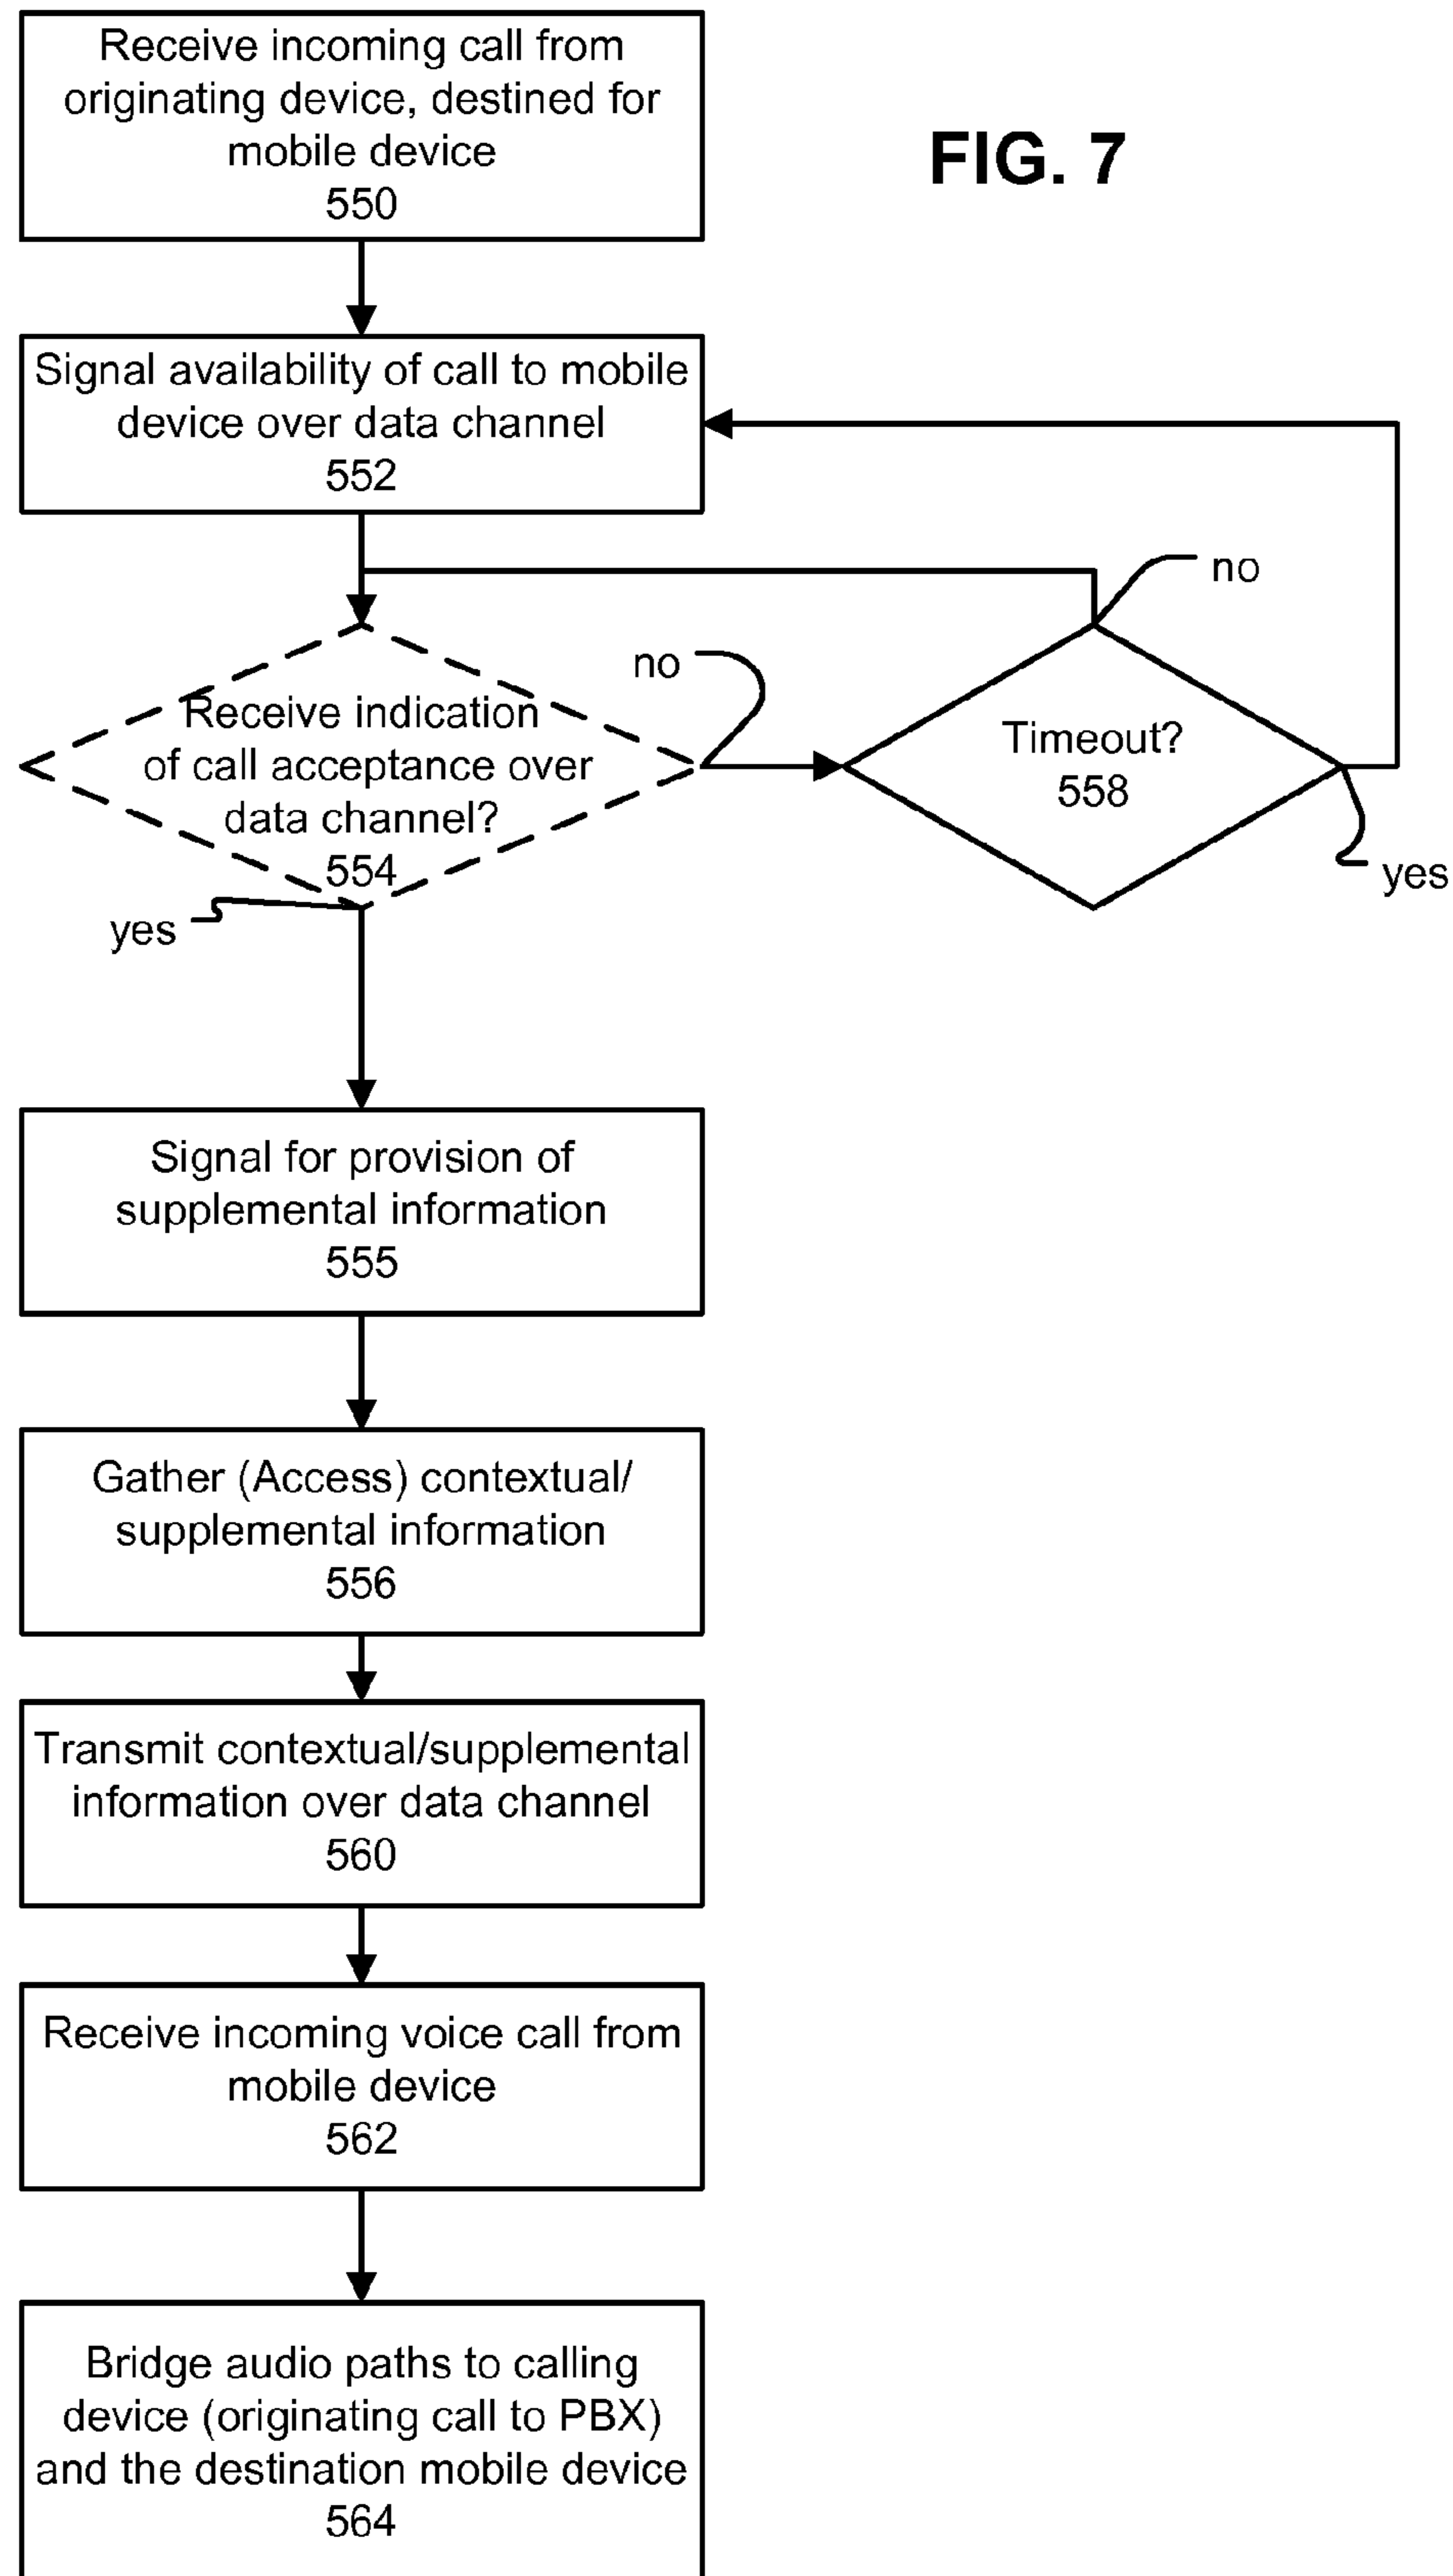 Receive incoming call from
originating device, destined for
mobile device
550
FIG. 7
Signal availability of call to mobile
device over data channel
552
no
no
Receive indication
of call acceptance over
data channel?
554
Timeout?
558
yes
yes
Signal for provision of
supplemental information
555
Gather (Access) contextual/
supplemental information
556
Transmit contextual/supplemental
information over data channel
560
Receive incoming voice call from
mobile device
562
Bridge audio paths to calling
device (originating call to PBX)
and the destination mobile device
564